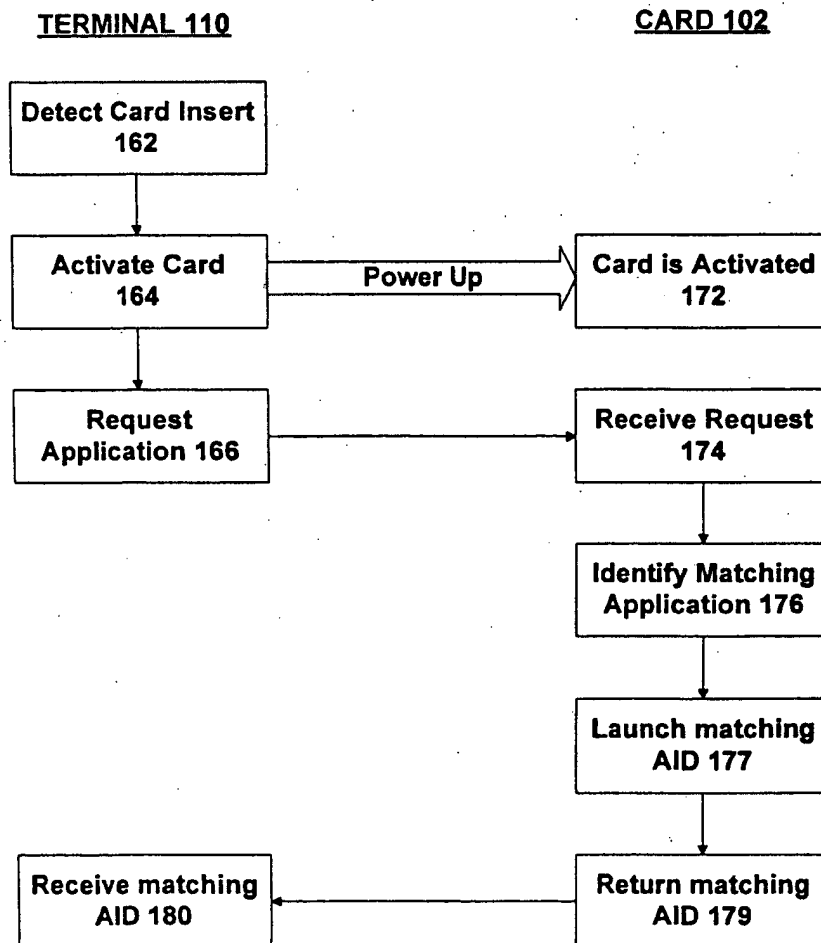 TERMINAL 110
CARD 102
Detect Card Insert
162
Activate Card
164
Power Up
Card is Activated
172
Request
Application 166
Receive Request
174
Identify Matching
Application 176
Launch matching
AID 177
Receive matching
AID 180
Return matching
AID 179